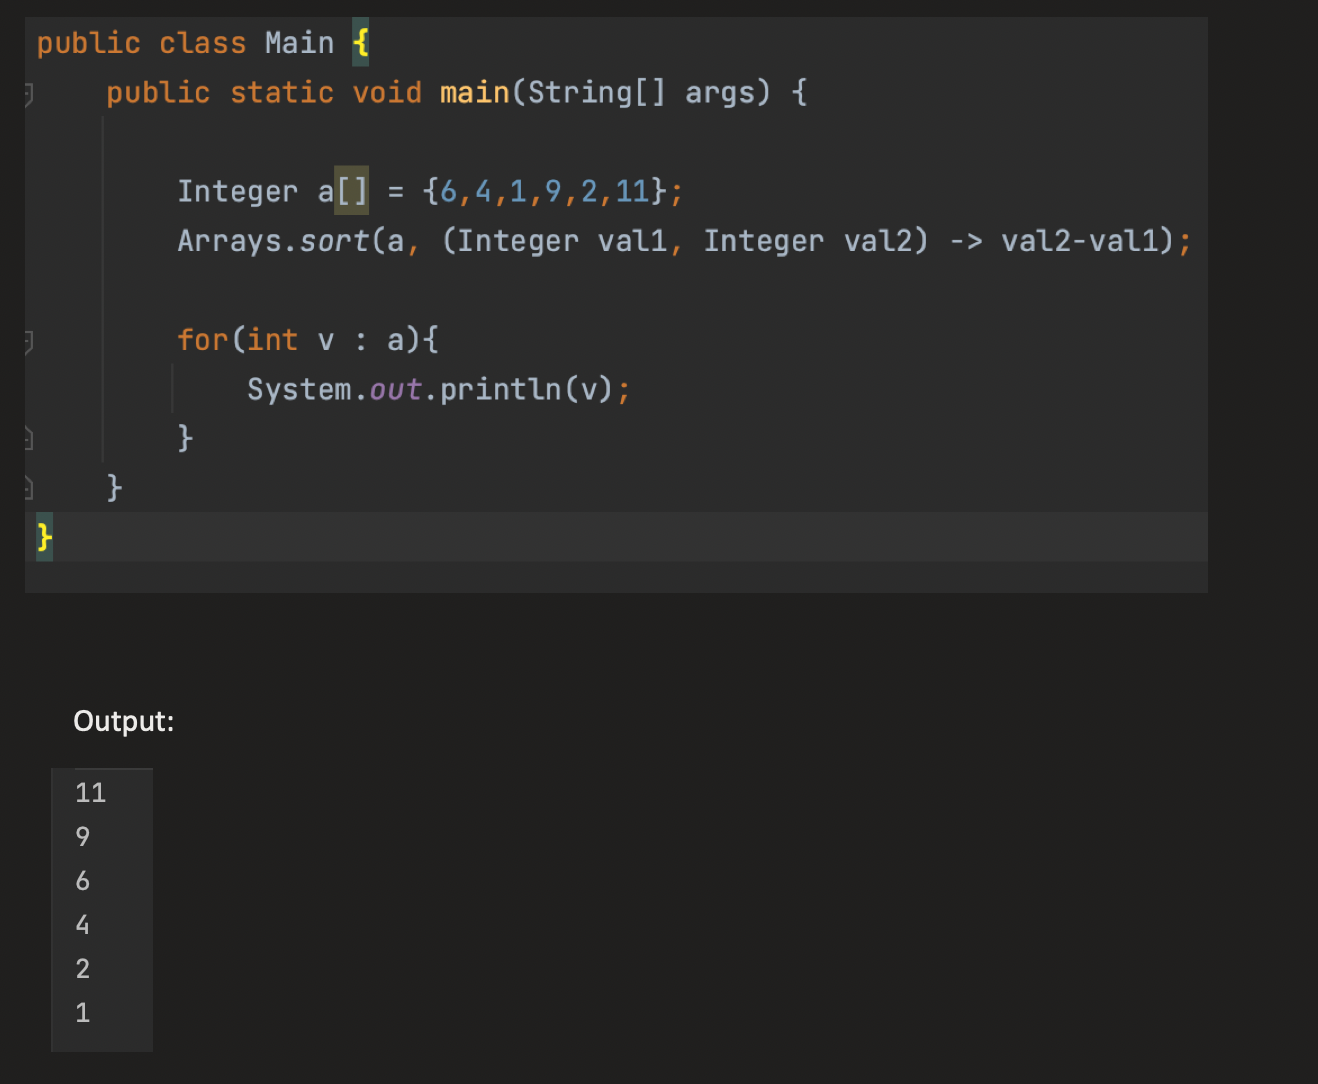 public class Main {
    public static void main(String[] args) {
        Integer a[] = {6,4,1,9,2,11};
        Arrays.sort(a, (Integer val1, Integer val2) -> val2-val1);
        for(int v : a){
            System.out.println(v);
        }
    }
}
Output:
11
9
6
4
2
1